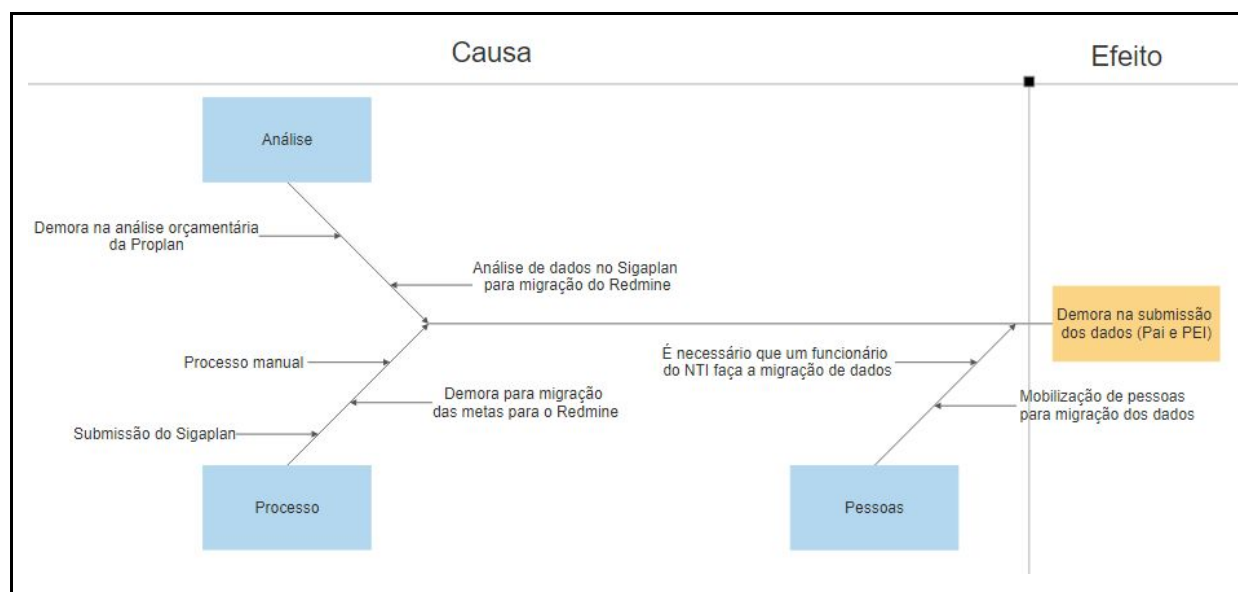 Causa
Efeito
Análise
Demora na análise orçamentária
da Proplan
Análise de dados no Sigaplan
para migração do Redmine
Demora na submissão
dos dados (Pai e PEI)
Processo manual
É necessário que um funcionário
do NTI faça a migração de dados
Demora para migração
das metas para o Redmine
Mobilização de pessoas
para migração dos dados
Submissão do Sigaplan
Processo
Pessoas